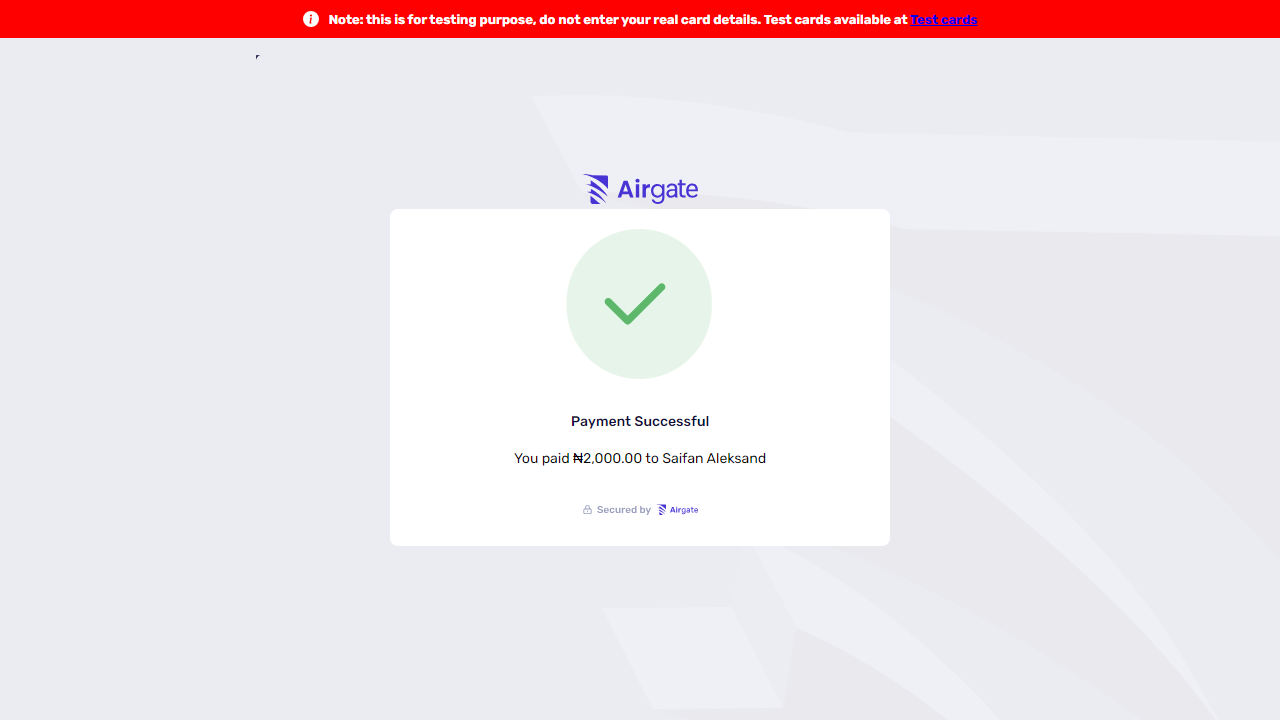 Note: this is for testing purpose, do not enter your real card details. Test cards available at Test cards
Airgate
Payment Successful
You paid ₦2,000.00 to Saifan Aleksand
Secured by Airgate